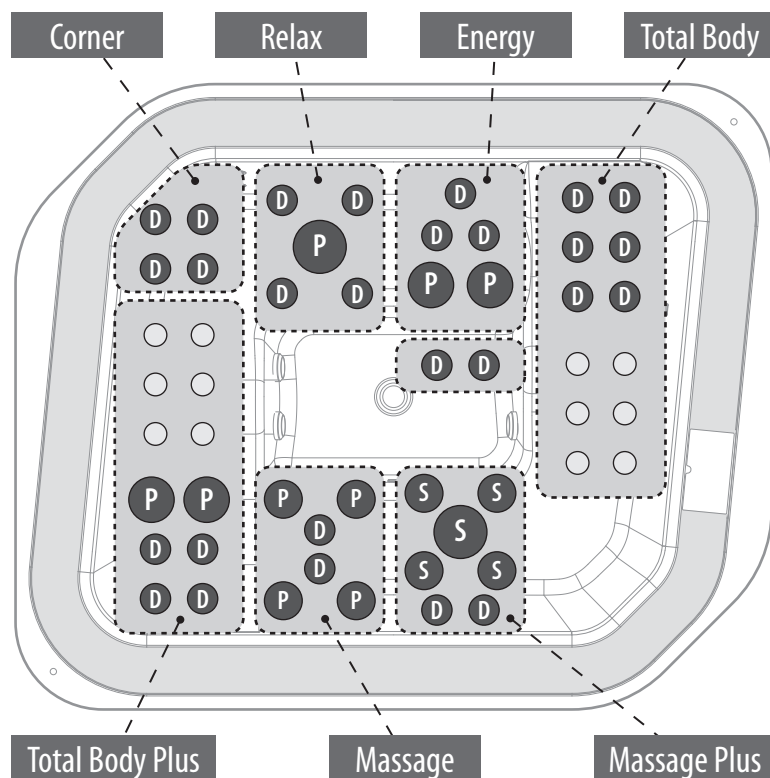 Corner Relax Energy Total Body
D D D D D D
D D D D D D
P
D D D D P P D D
D D
D D
P P P P S S
D S
D D D S S
D D P P D D
Total Body Plus Massage Massage Plus